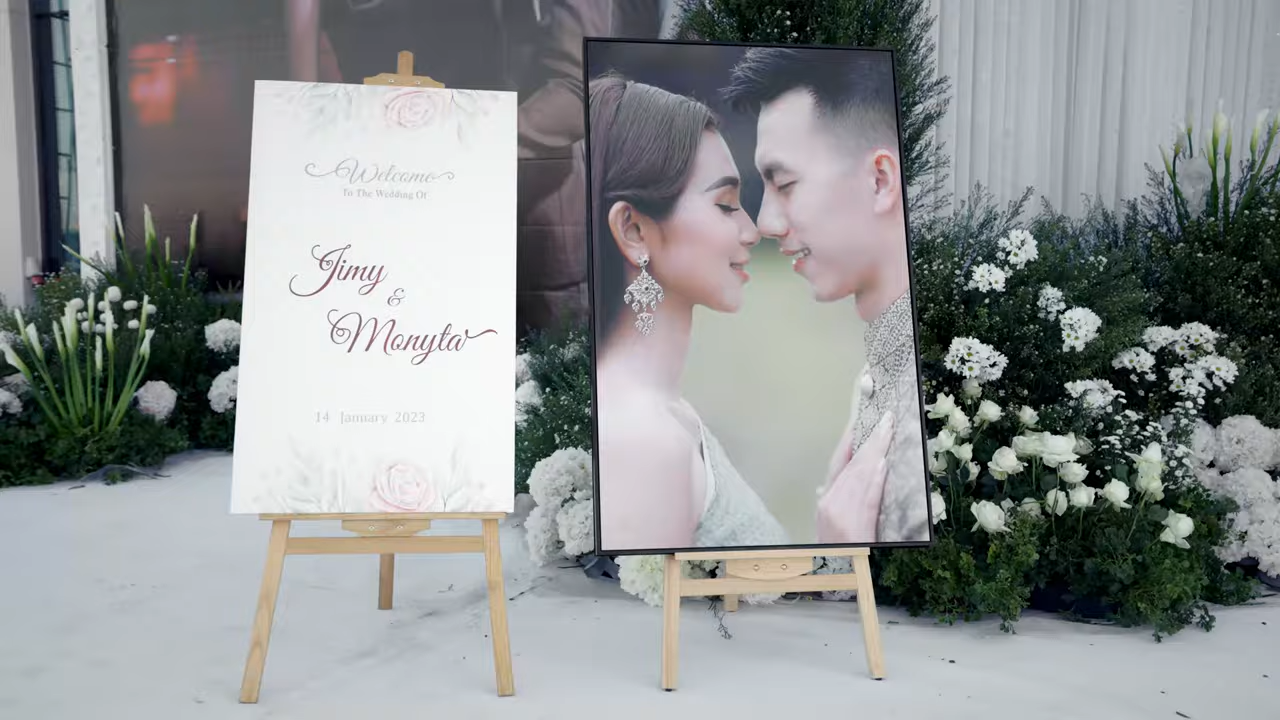 Welcome
To The Wedding Of
Jimy
&
Monyta
14 January 2023